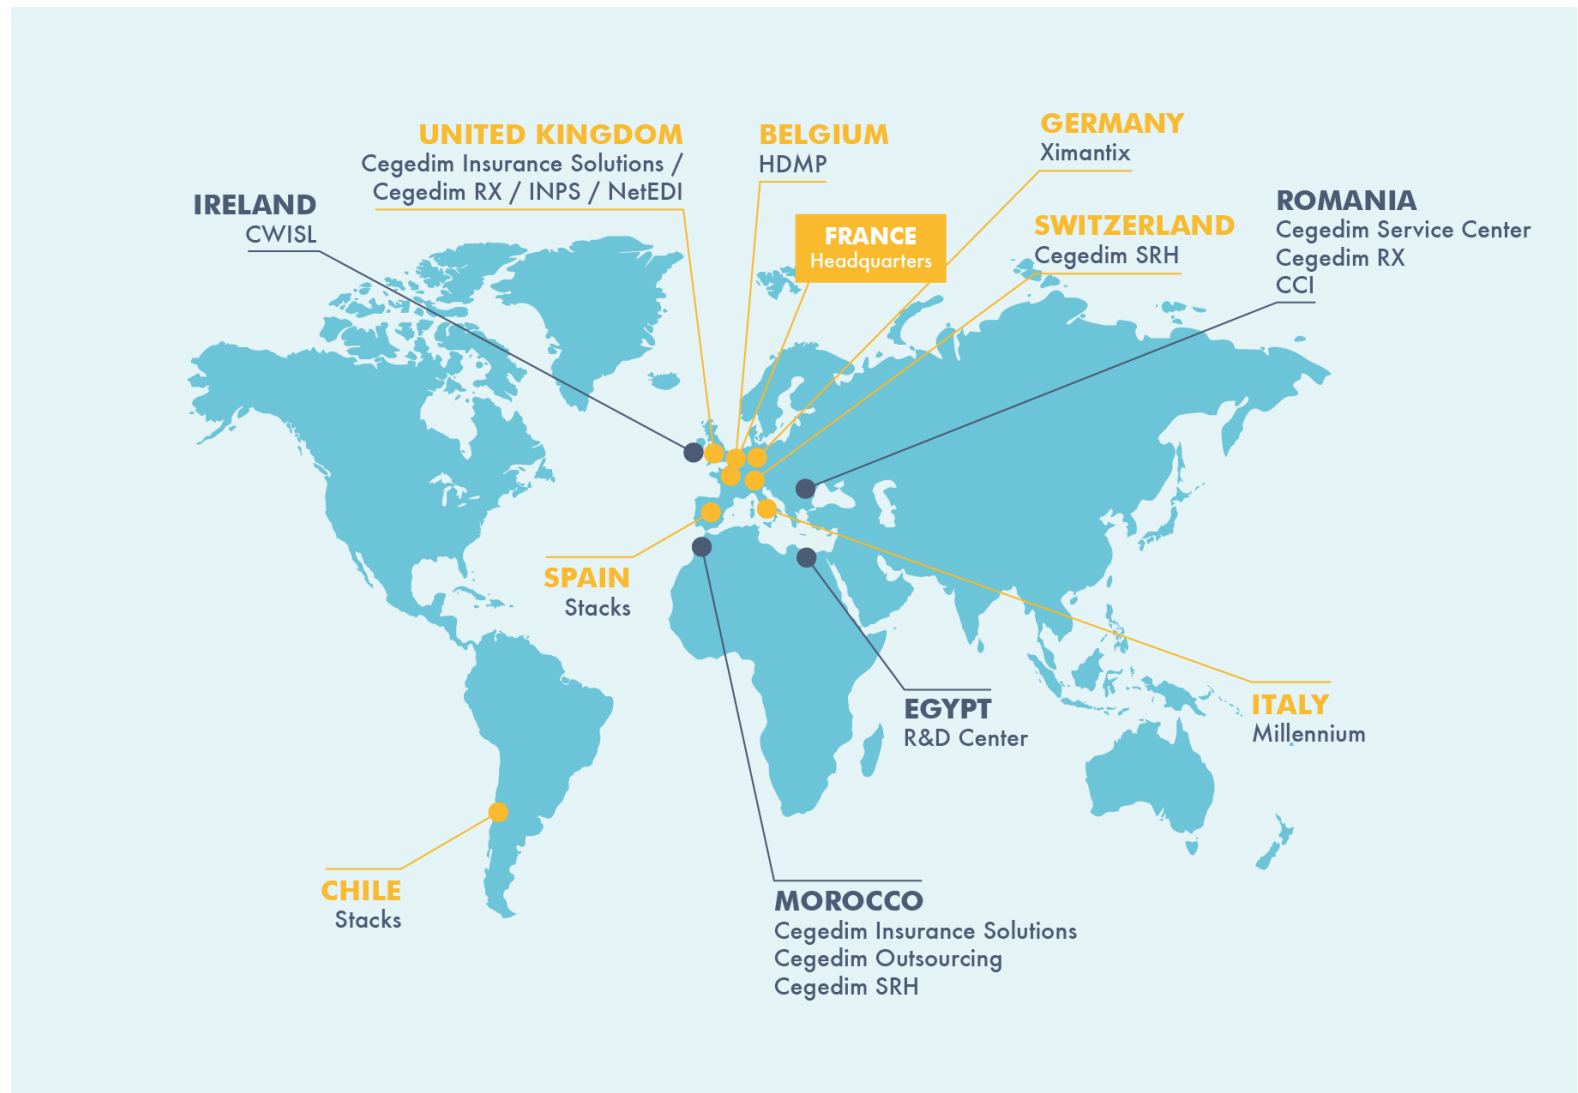 UNITED KINGDOM
Cegedim Insurance Solutions /
Cegedim RX / INPS / NetEDI
BELGIUM
HDMP
GERMANY
Ximantix
IRELAND
CWISL
FRANCE
Headquarters
SWITZERLAND
Cegedim SRH
ROMANIA
Cegedim Service Center
Cegedim RX
CCI
SPAIN
Stacks
EGYPT
R&D Center
ITALY
Millennium
CHILE
Stacks
MOROCCO
Cegedim Insurance Solutions
Cegedim Outsourcing
Cegedim SRH